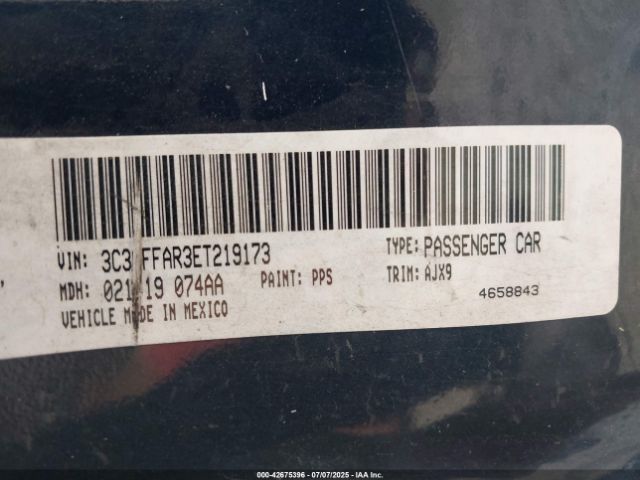 VIN: 3C3 FFAR3ET219173 TYPE: PASSENGER CAR
MDH: 021 19 074AA PAINT: PPS TRIM: AJX9
VEHICLE M DE IN MEXICO 4658843
000-42675396 - 07/07/2025 - IAA Inc.